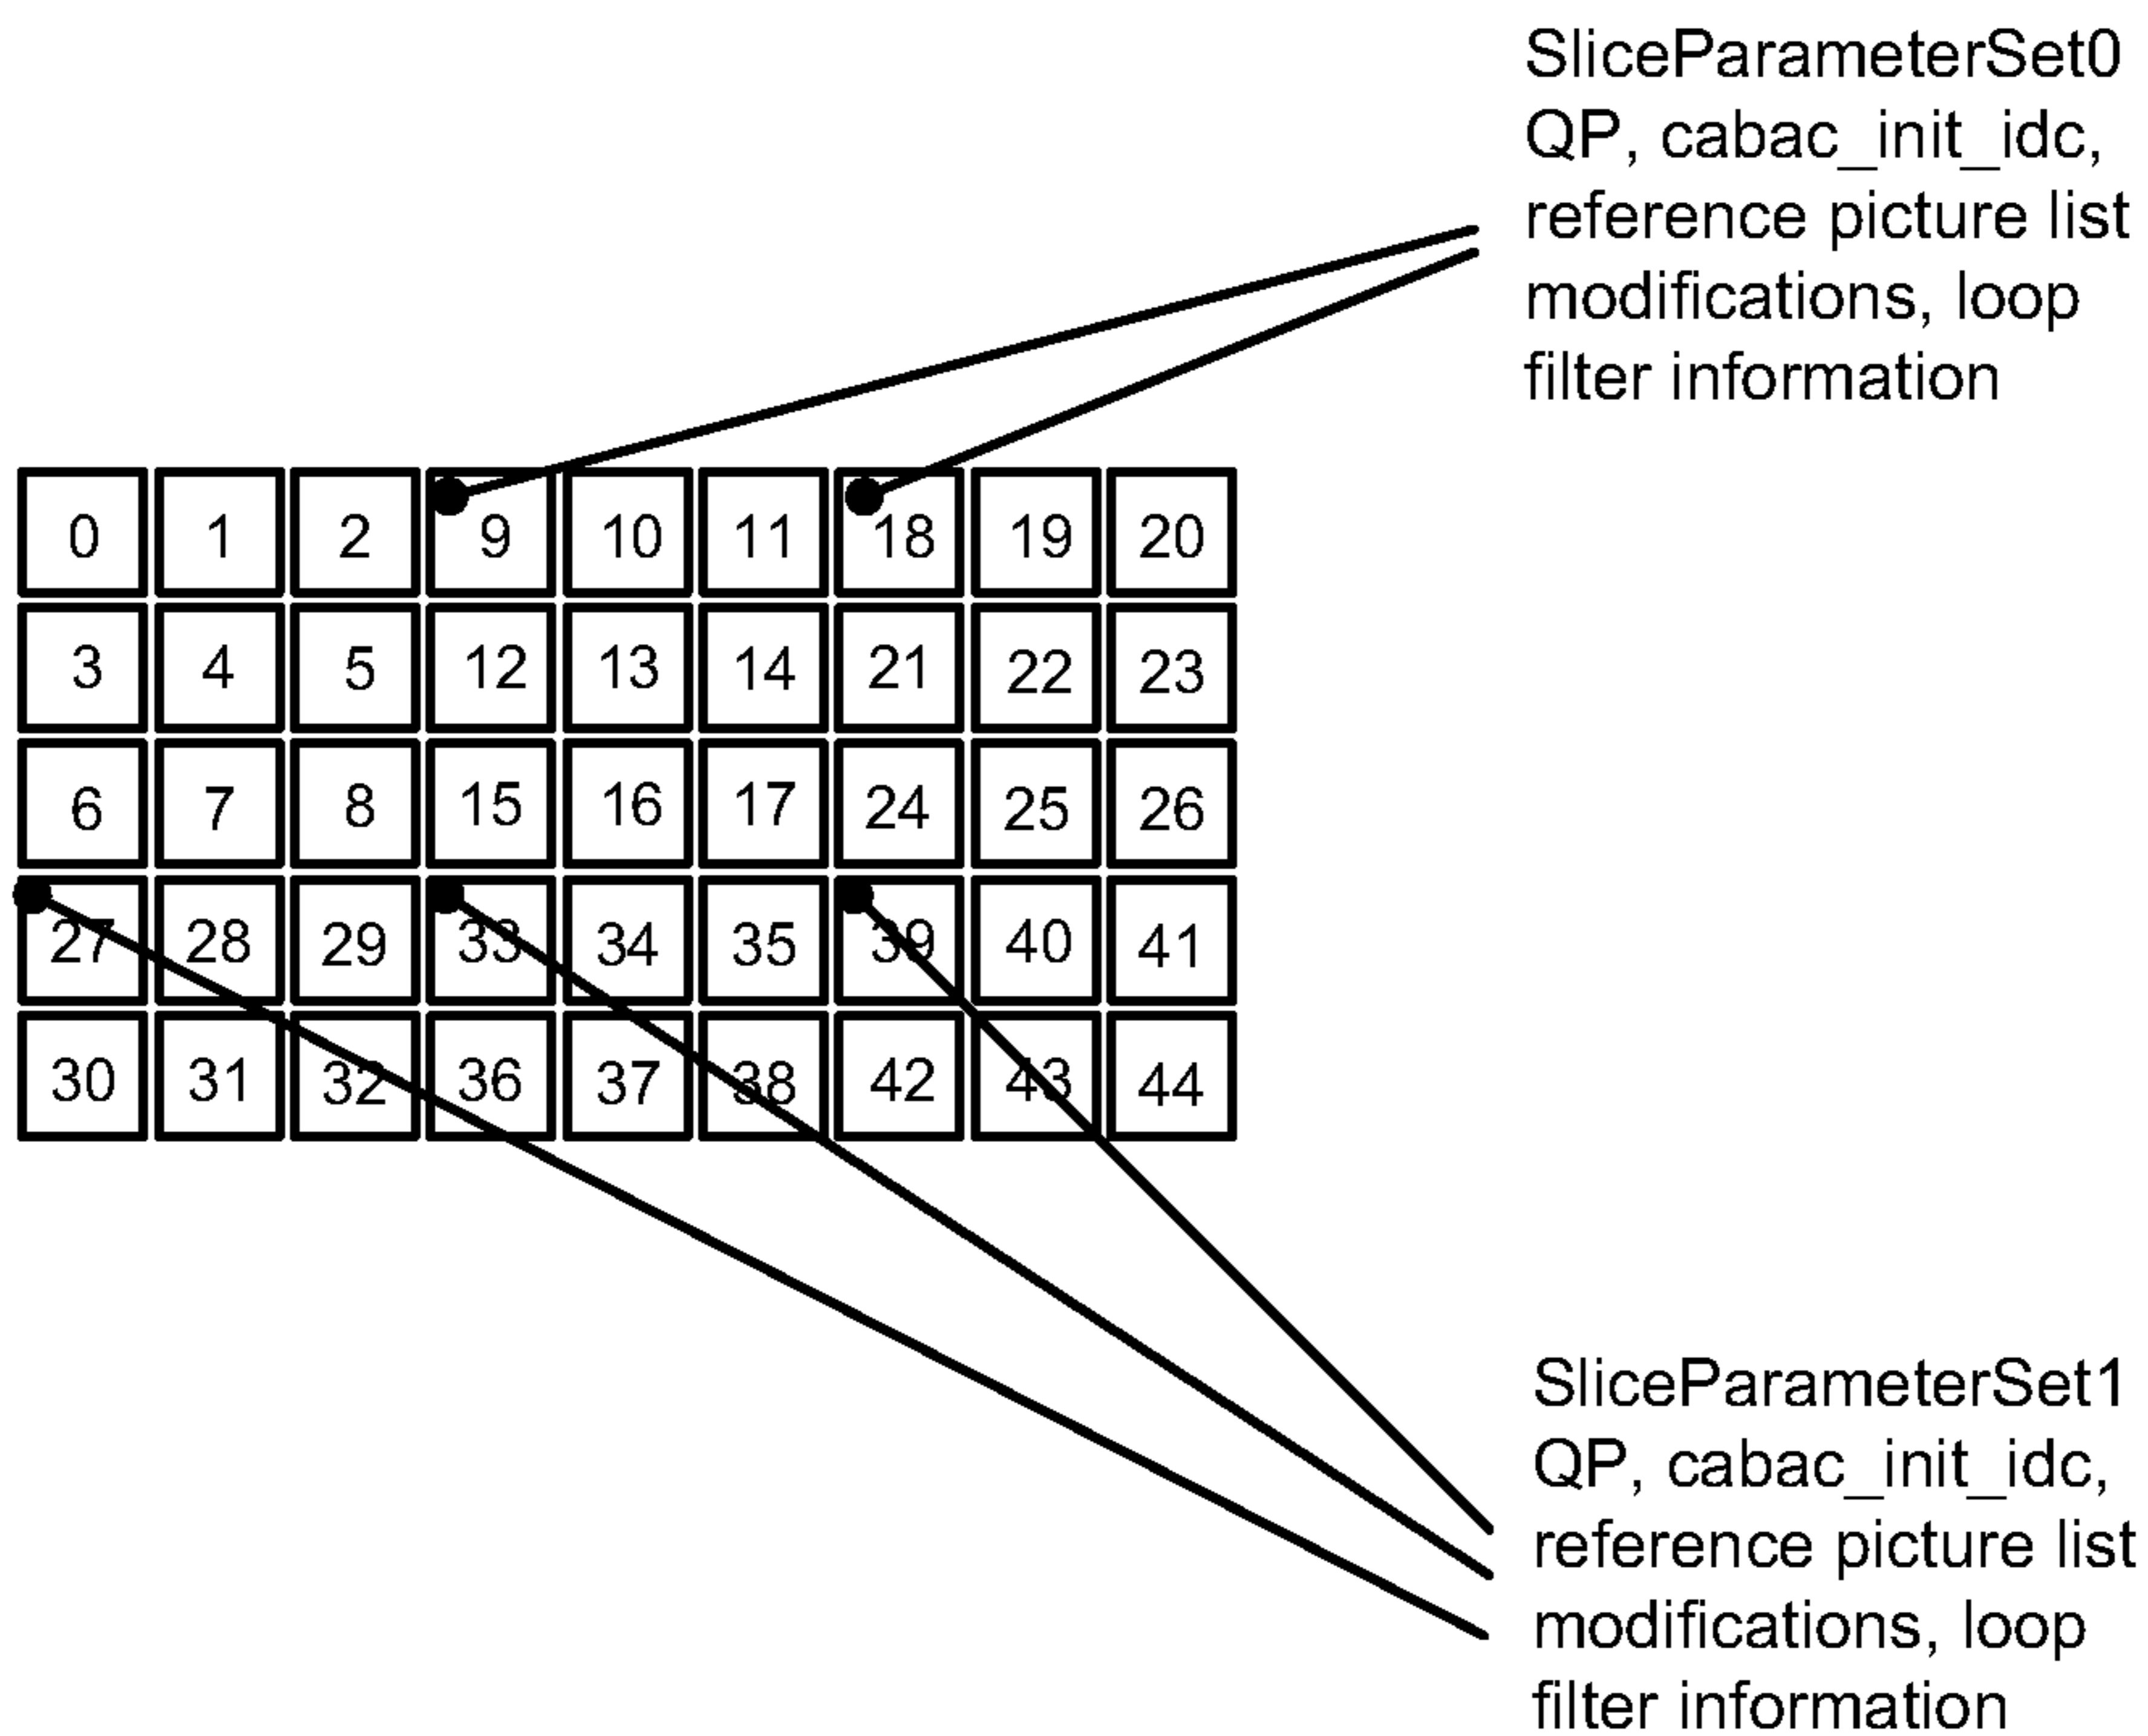 SliceParameterSet0
QP, cabac_init_idc,
reference picture list
modifications, loop
filter information
0 1 2 9 10 11 18 19 20
3 4 5 12 13 14 21 22 23
6 7 8 15 16 17 24 25 26
27 28 29 33 34 35 39 40 41
30 31 32 36 37 38 42 43 44
SliceParameterSet1
QP, cabac_init_idc,
reference picture list
modifications, loop
filter information